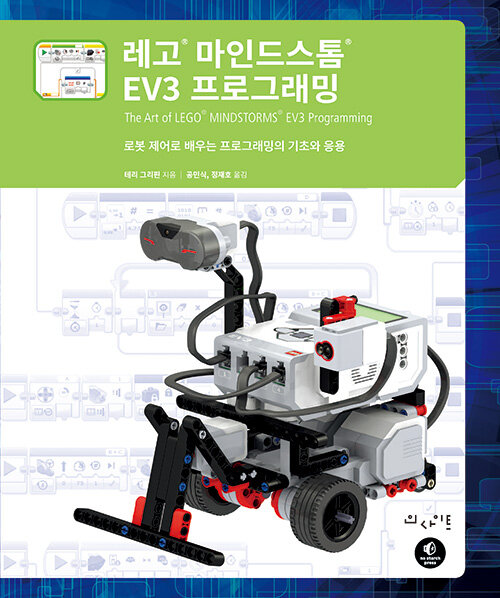 레고® 마인드스톰®
EV3 프로그래밍
The Art of LEGO® MINDSTORMS® EV3 Programming
로봇 제어로 배우는 프로그래밍의 기초와 응용
테리 그리핀 지음 | 공민식, 정재호 옮김
인사이트
no starch
press